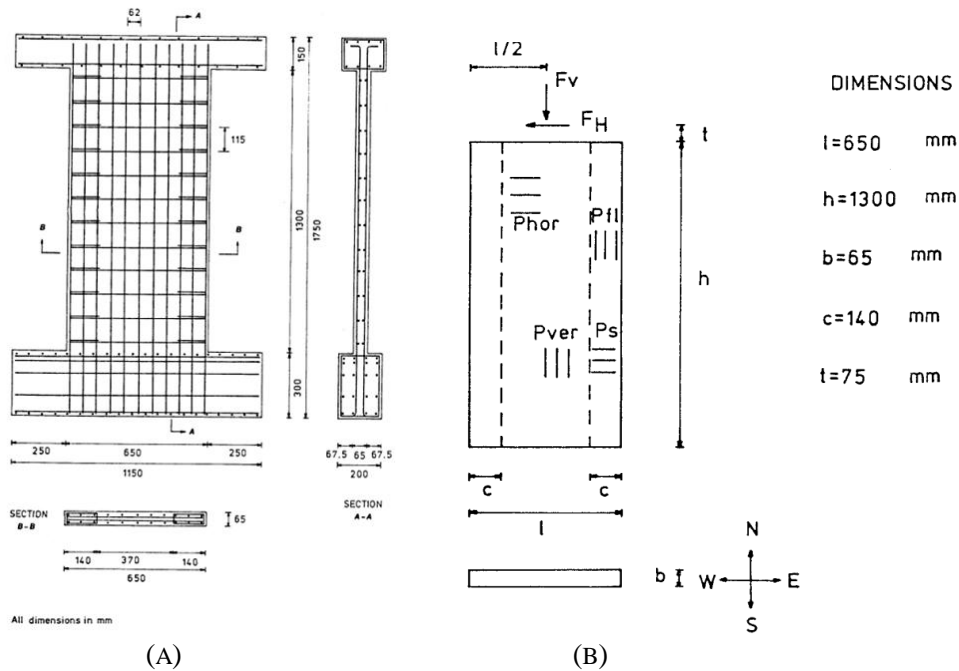 62
A
150
115
B
B
1300
1750
300
A
250
650
250
1150
67.5
65
67.5
200
SECTION
B-B
65
SECTION
A-A
140
370
140
650
All dimensions in mm
(A)
l/2
Fv
FH
t
Phor
Pfl
h
Pver
Ps
c
c
l
b
N
W
E
S
DIMENSIONS
l=650 mm
h=1300 mm
b=65 mm
c=140 mm
t=75 mm
(B)